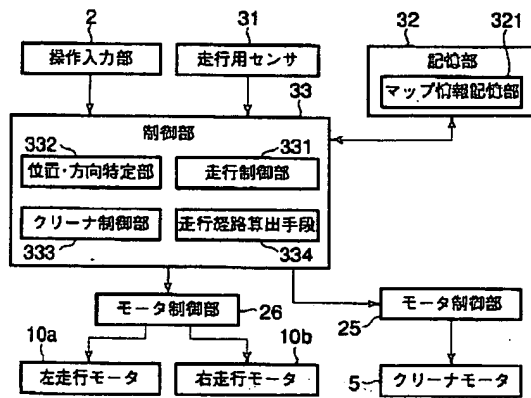 2
操作入力部
31
走行用センサ
32
記憶部
321
マップ情報記憶部
33
制御部
332
位置・方向特定部
331
走行制御部
クリーナ制御部
333
走行経路算出手段
334
モータ制御部
26
モータ制御部
25
10a
左走行モータ
10b
右走行モータ
5
クリーナモータ